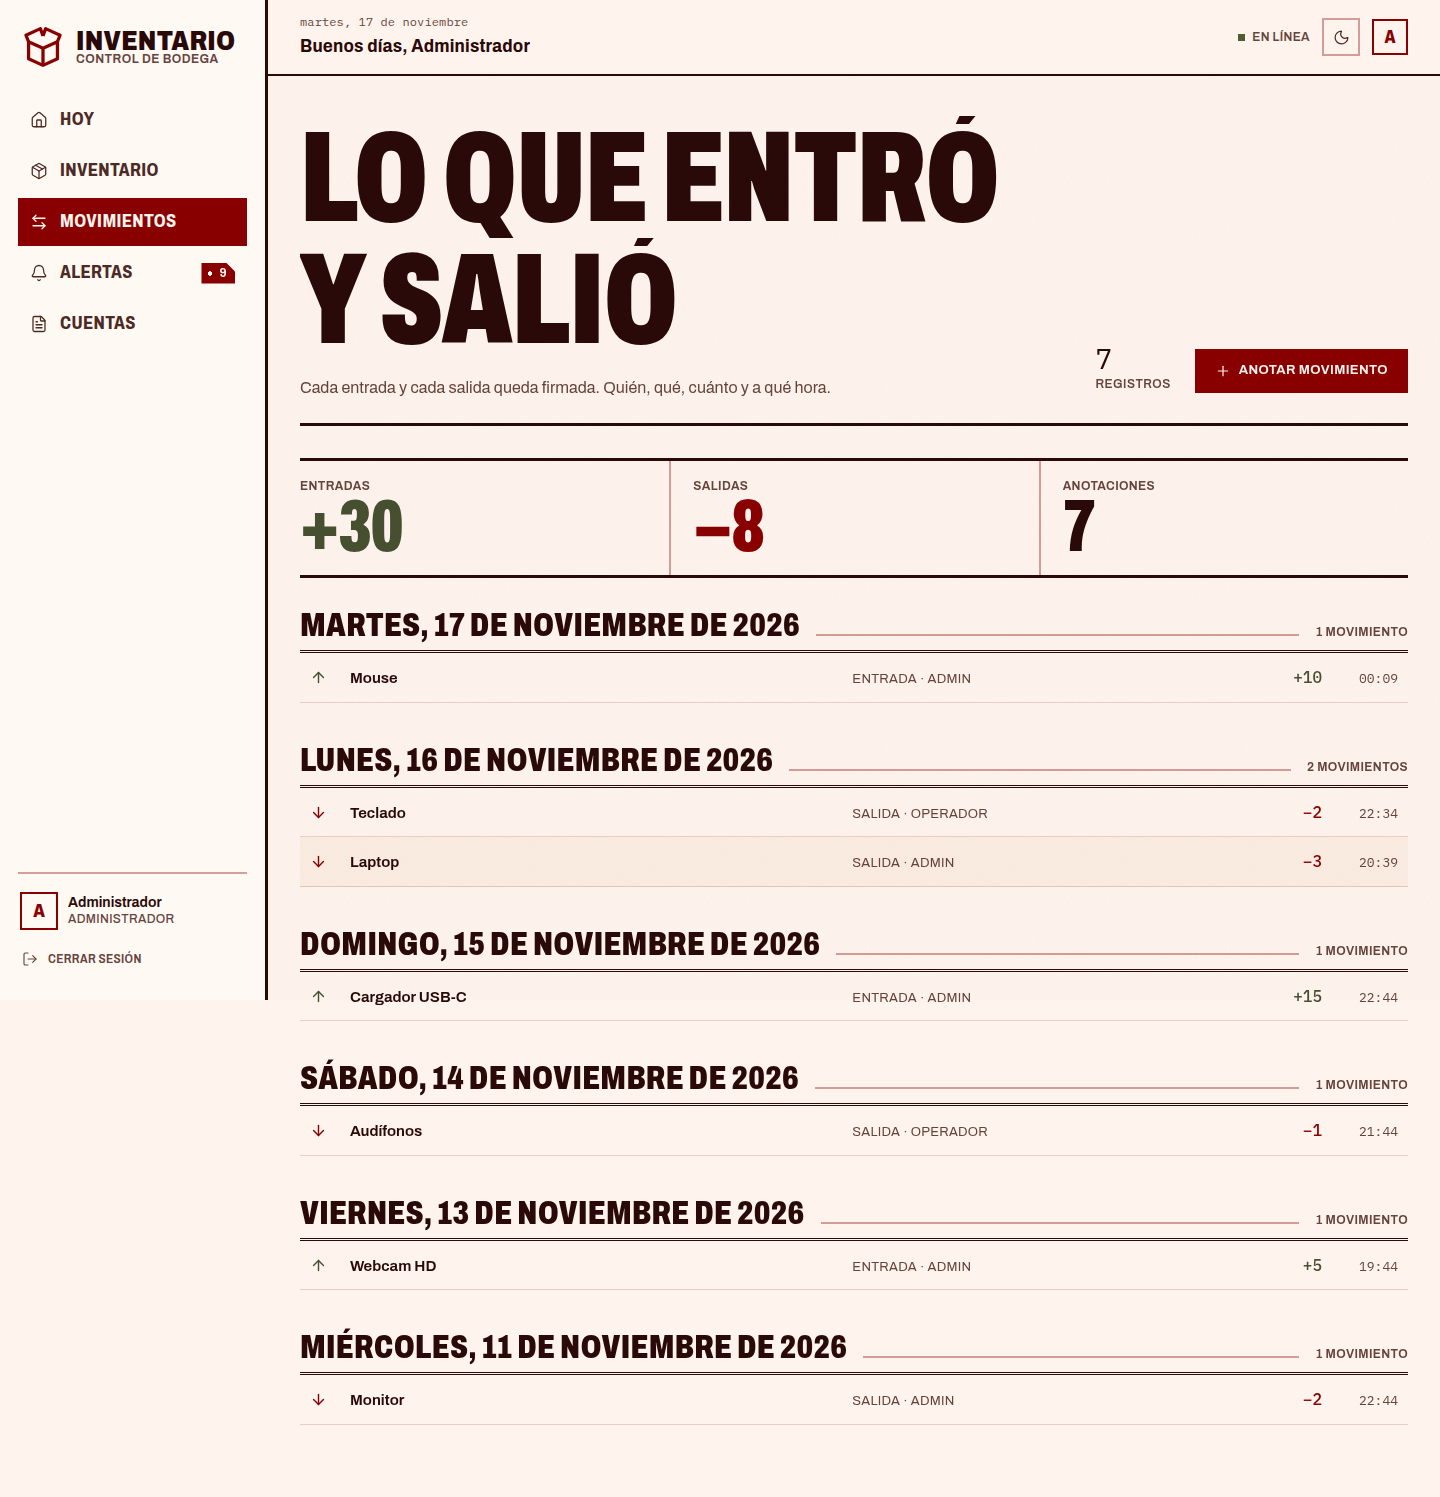 INVENTARIO
CONTROL DE BODEGA
HOY
INVENTARIO
MOVIMIENTOS
ALERTAS 9
CUENTAS
A Administrador
ADMINISTRADOR
CERRAR SESIÓN
martes, 17 de noviembre
Buenos días, Administrador
EN LÍNEA
A
LO QUE ENTRÓ
Y SALIÓ
Cada entrada y cada salida queda firmada. Quién, qué, cuánto y a qué hora.
7
REGISTROS
+ ANOTAR MOVIMIENTO
ENTRADAS
+30
SALIDAS
−8
ANOTACIONES
7
MARTES, 17 DE NOVIEMBRE DE 2026 1 MOVIMIENTO
Mouse ENTRADA · ADMIN +10 00:09
LUNES, 16 DE NOVIEMBRE DE 2026 2 MOVIMIENTOS
Teclado SALIDA · OPERADOR −2 22:34
Laptop SALIDA · ADMIN −3 20:39
DOMINGO, 15 DE NOVIEMBRE DE 2026 1 MOVIMIENTO
Cargador USB-C ENTRADA · ADMIN +15 22:44
SÁBADO, 14 DE NOVIEMBRE DE 2026 1 MOVIMIENTO
Audífonos SALIDA · OPERADOR −1 21:44
VIERNES, 13 DE NOVIEMBRE DE 2026 1 MOVIMIENTO
Webcam HD ENTRADA · ADMIN +5 19:44
MIÉRCOLES, 11 DE NOVIEMBRE DE 2026 1 MOVIMIENTO
Monitor SALIDA · ADMIN −2 22:44